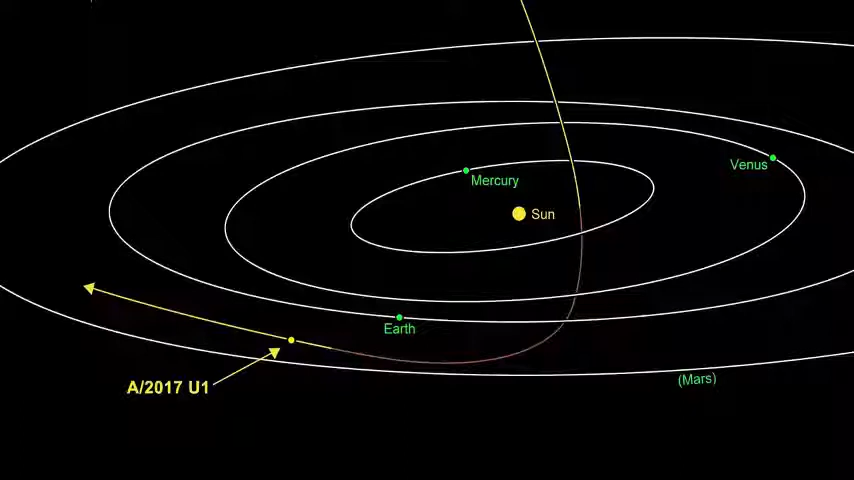 Venus
Mercury
Sun
Earth
A/2017 U1
(Mars)